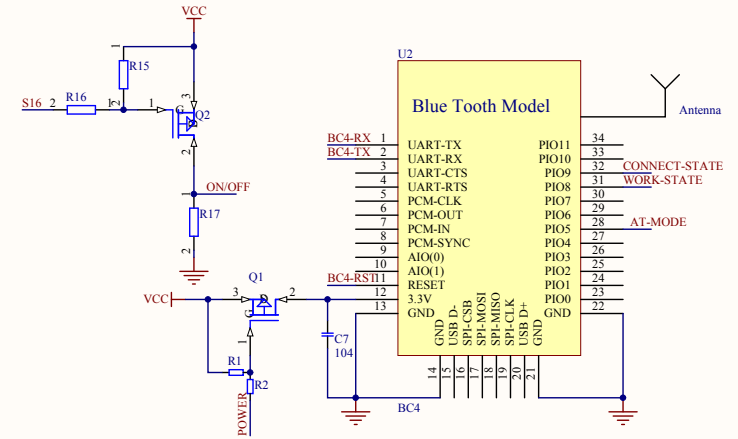 VCC
U2
R15
S16 2 R16 1 2 1 G 3 Q2
D
2
1
ON/OFF
R17
2
Blue Tooth Model
Antenna
BC4-RX 1 UART-TX PIO11 34
BC4-TX 2 UART-RX PIO10 33
3 UART-CTS PIO9 32 CONNECT-STATE
4 UART-RTS PIO8 31 WORK-STATE
5 PCM-CLK PIO7 30
6 PCM-OUT PIO6 29
7 PCM-IN PIO5 28 AT-MODE
8 PCM-SYNC PIO4 27
9 AIO(0) PIO3 26
10 AIO(1) PIO2 25
BC4-RST 11 RESET PIO1 24
12 3.3V PIO0 23
13 GND GND 22
GND USB D- SPI-CSB SPI-MOSI SPI-MISO SPI-CLK USB D+ GND
14 15 16 17 18 19 20 21
BC4
Q1
VCC 3 D 2
G
1
C7
104
R1
R2
POWER